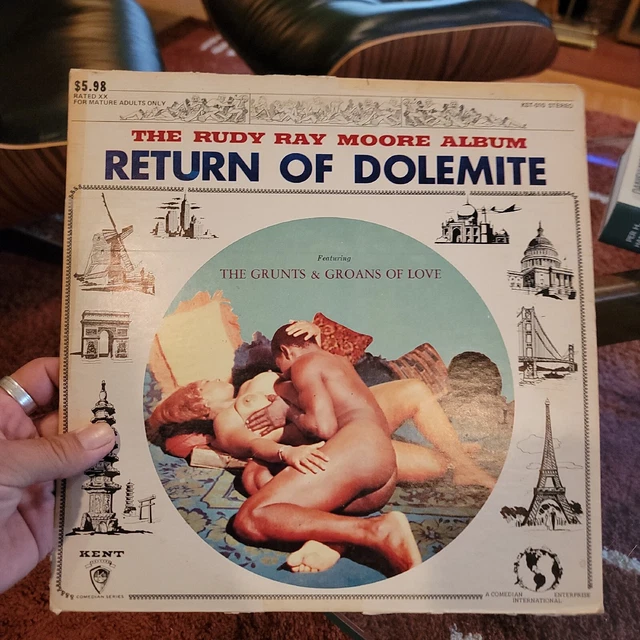 $5.98
RATED XX
FOR MATURE ADULTS ONLY
KST-015 STEREO
THE RUDY RAY MOORE ALBUM
RETURN OF DOLEMITE
Featuring
THE GRUNTS & GROANS OF LOVE
KENT
COMEDIAN SERIES
A COMEDIAN ENTERPRISE
INTERNATIONAL